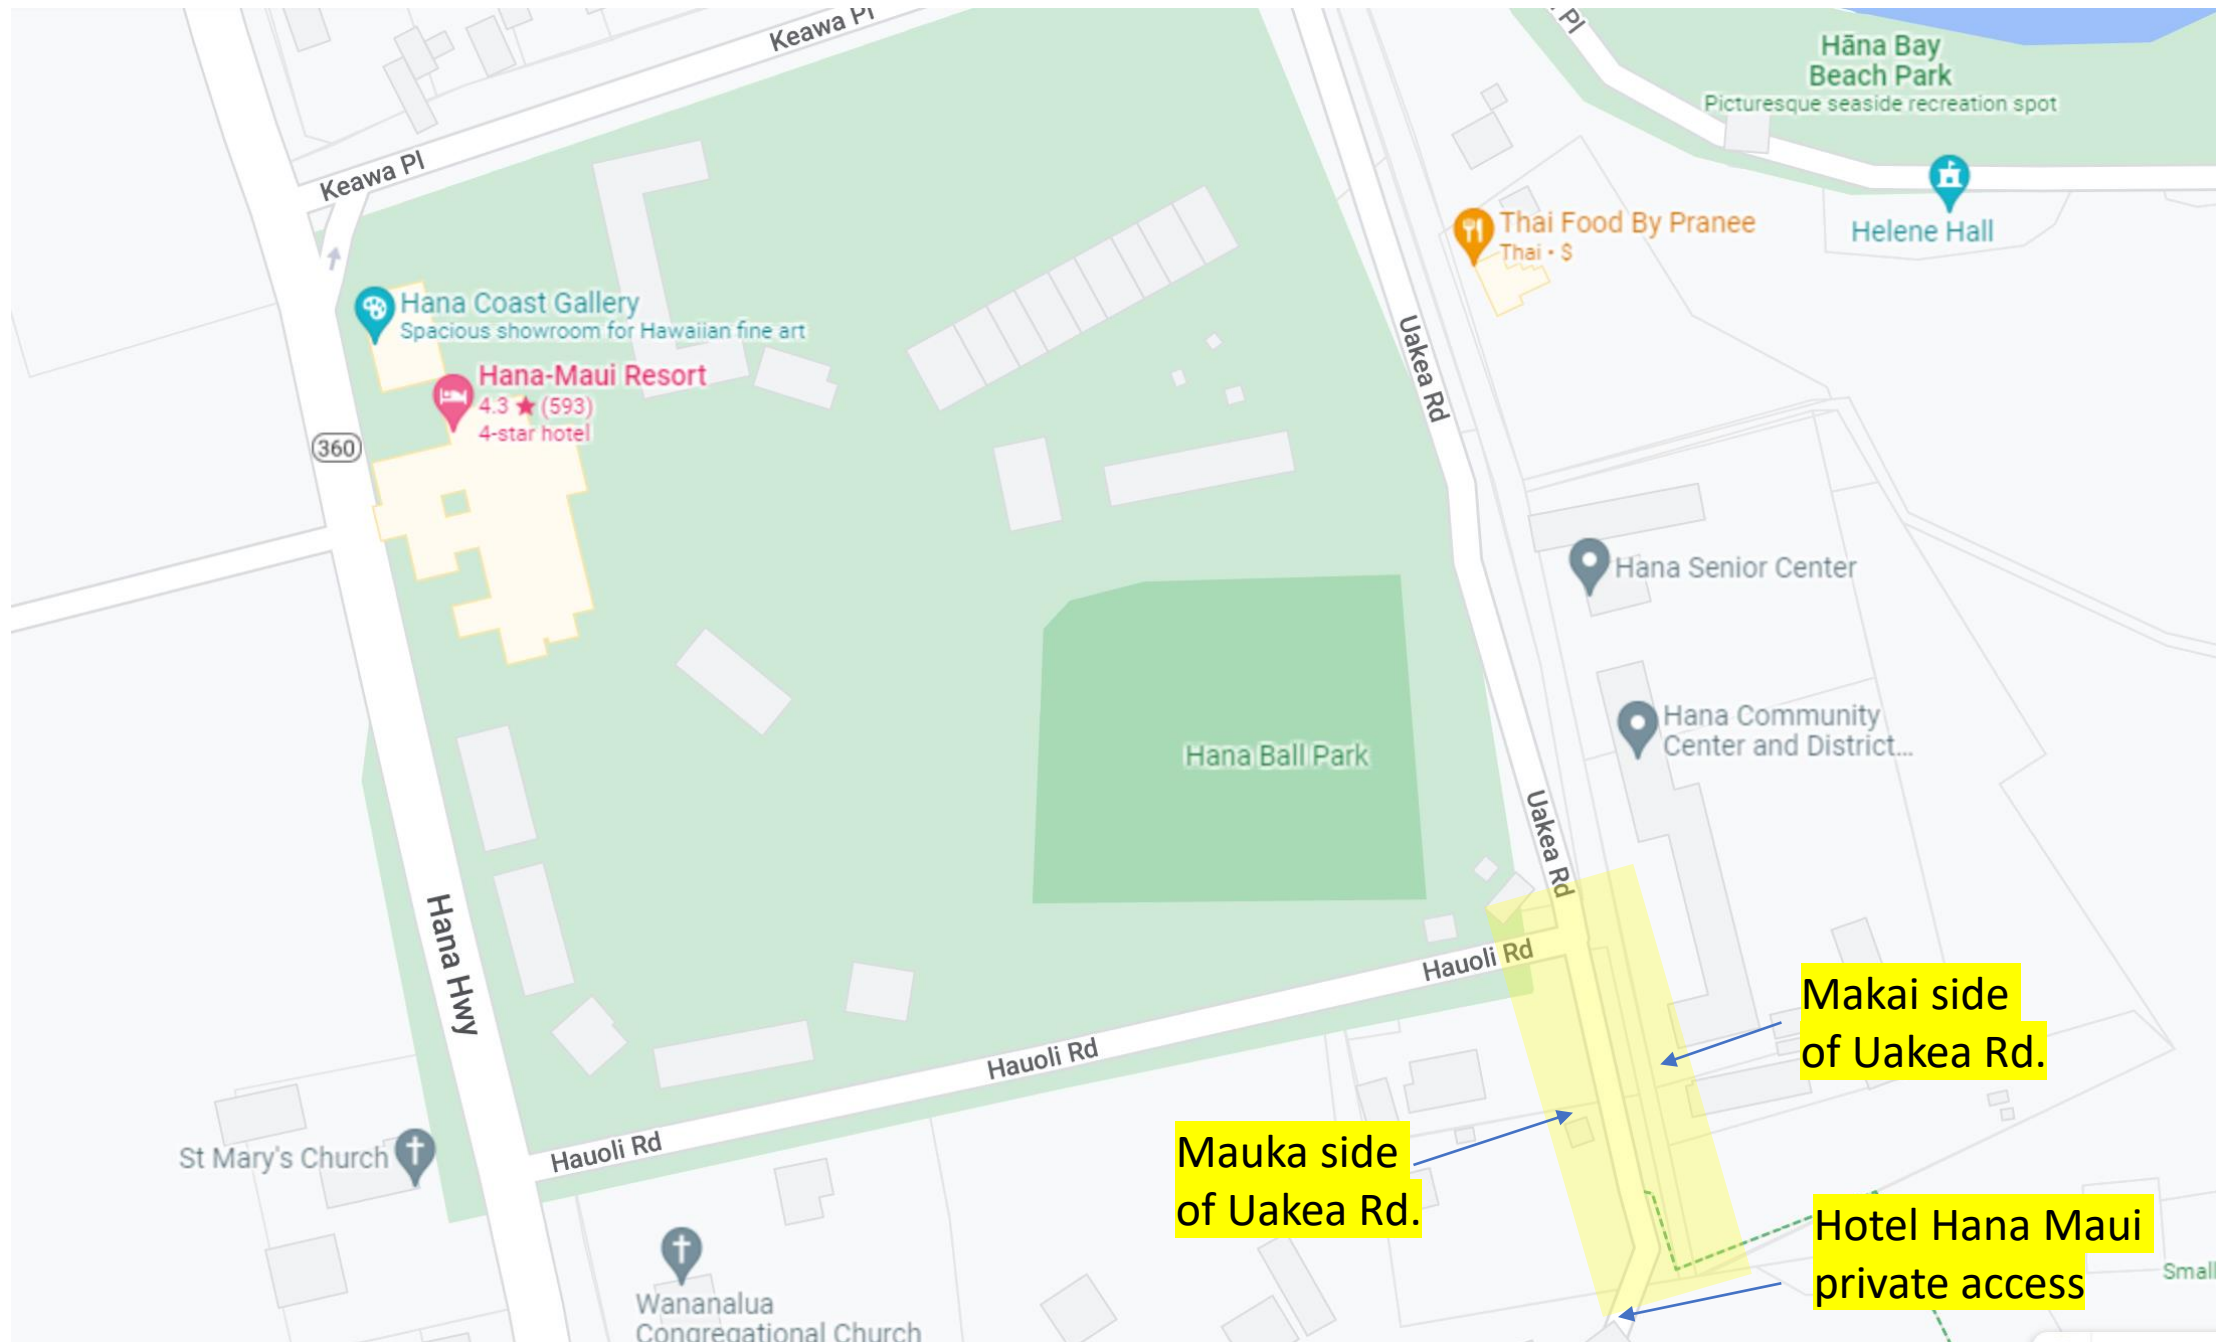 Keawa Pl
Pl
Hāna Bay
Beach Park
Picturesque seaside recreation spot
Keawa Pl
Helene Hall
Thai Food By Pranee
Thai • $
Hana Coast Gallery
Spacious showroom for Hawaiian fine art
Uakea Rd
Hana-Maui Resort
4.3 ★ (593)
4-star hotel
360
Hana Senior Center
Hana Community
Center and District...
Hana Ball Park
Uakea Rd
Hana Hwy
Hauoli Rd
Makai side
of Uakea Rd.
Hauoli Rd
Mauka side
of Uakea Rd.
Hauoli Rd
St Mary's Church
Hotel Hana Maui
private access
Small
Wananalua
Congregational Church